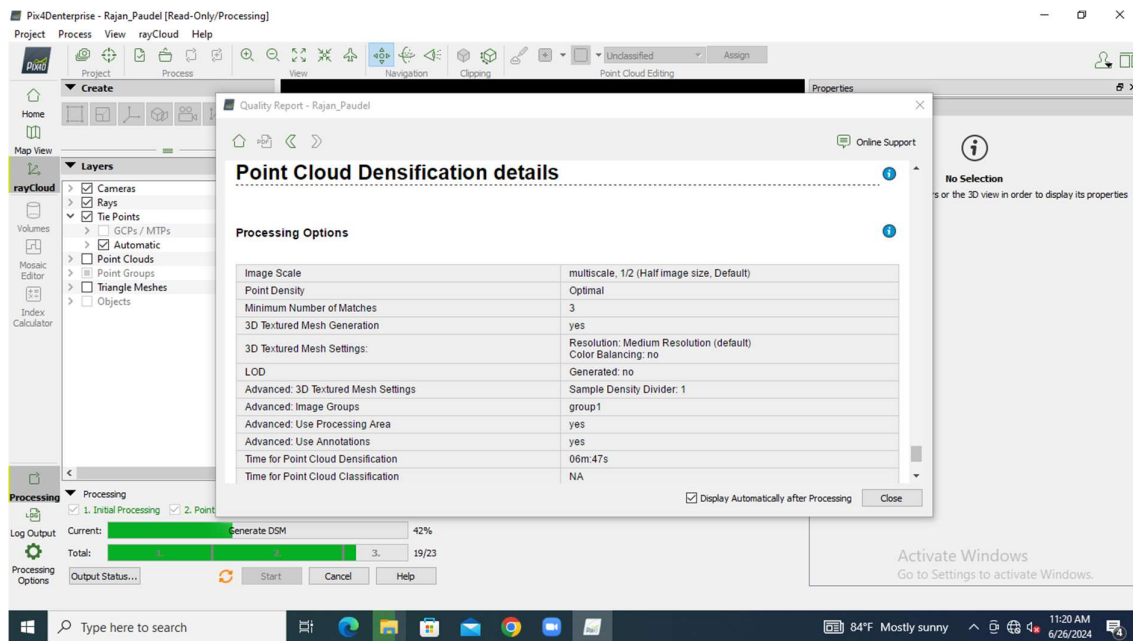 Pix4Denterprise - Rajan_Paudel [Read-Only/Processing]
Project Process View rayCloud Help
PIX4D
Unclassified Assign
Project Process View Navigation Clipping Point Cloud Editing
Create
Properties
Home
Map View
rayCloud
Volumes
Mosaic
Editor
Index
Calculator
Layers
Cameras
Rays
Tie Points
GCPs / MTPs
Automatic
Point Clouds
Point Groups
Triangle Meshes
Objects
Quality Report - Rajan_Paudel
PDF
Online Support
Point Cloud Densification details
Processing Options
Image Scale multiscale, 1/2 (Half image size, Default)
Point Density Optimal
Minimum Number of Matches 3
3D Textured Mesh Generation yes
3D Textured Mesh Settings: Resolution: Medium Resolution (default)
Color Balancing: no
LOD Generated: no
Advanced: 3D Textured Mesh Settings Sample Density Divider: 1
Advanced: Image Groups group1
Advanced: Use Processing Area yes
Advanced: Use Annotations yes
Time for Point Cloud Densification 06m:47s
Time for Point Cloud Classification NA
Display Automatically after Processing Close
No Selection
s or the 3D view in order to display its properties
Processing
Log Output
Processing
Options
Processing
1. Initial Processing 2. Point
Current: Generate DSM 42%
Total: 1. 2. 3. 19/23
Output Status... Start Cancel Help
Activate Windows
Go to Settings to activate Windows.
Type here to search
84°F Mostly sunny
11:20 AM
6/26/2024
4